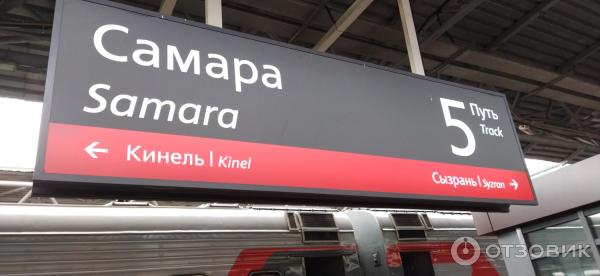 Самара
Samara
5 Путь
Track
← Кинель | Kinel
Сызрань | Syzran →
ОТЗОВИК